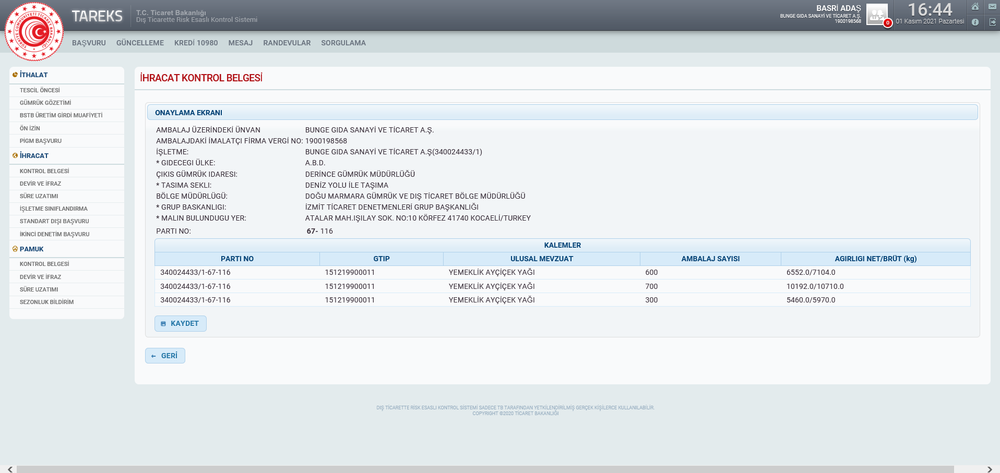 TAREKS
T.C. Ticaret Bakanlığı
Dış Ticarette Risk Esaslı Kontrol Sistemi
BASRİ ADAŞ
BUNGE GIDA SANAYİ VE TİCARET A.Ş.
1900198568
0
16:44
01 Kasım 2021 Pazartesi
BAŞVURU GÜNCELLEME KREDİ 10980 MESAJ RANDEVULAR SORGULAMA
İTHALAT
TESCİL ÖNCESİ
GÜMRÜK GÖZETİMİ
BSTB ÜRETİM GİRDİ MUAFİYETİ
ÖN İZİN
PİGM BAŞVURU
İHRACAT
KONTROL BELGESİ
DEVİR VE İFRAZ
SÜRE UZATIMI
İŞLETME SINIFLANDIRMA
STANDART DIŞI BAŞVURU
İKİNCİ DENETİM BAŞVURU
PAMUK
KONTROL BELGESİ
DEVİR VE İFRAZ
SÜRE UZATIMI
SEZONLUK BİLDİRİM
İHRACAT KONTROL BELGESİ
ONAYLAMA EKRANI
AMBALAJ ÜZERİNDEKİ ÜNVAN BUNGE GIDA SANAYİ VE TİCARET A.Ş.
AMBALAJDAKİ İMALATÇI FİRMA VERGİ NO: 1900198568
İŞLETME: BUNGE GIDA SANAYİ VE TİCARET A.Ş(340024433/1)
* GIDECEGI ÜLKE: A.B.D.
ÇIKIS GÜMRÜK IDARESI: DERİNCE GÜMRÜK MÜDÜRLÜĞÜ
* TASIMA SEKLI: DENİZ YOLU İLE TAŞIMA
BÖLGE MÜDÜRLÜGÜ: DOĞU MARMARA GÜMRÜK VE DIŞ TİCARET BÖLGE MÜDÜRLÜĞÜ
* GRUP BASKANLIGI: İZMİT TİCARET DENETMENLERİ GRUP BAŞKANLIĞI
* MALIN BULUNDUGU YER: ATALAR MAH.IŞILAY SOK. NO:10 KÖRFEZ 41740 KOCAELİ/TURKEY
PARTI NO: 67- 116
KALEMLER
PARTI NO GTIP ULUSAL MEVZUAT AMBALAJ SAYISI AGIRLIGI NET/BRÜT (kg)
340024433/1-67-116 151219900011 YEMEKLİK AYÇİÇEK YAĞI 600 6552.0/7104.0
340024433/1-67-116 151219900011 YEMEKLİK AYÇİÇEK YAĞI 700 10192.0/10710.0
340024433/1-67-116 151219900011 YEMEKLİK AYÇİÇEK YAĞI 300 5460.0/5970.0
KAYDET
GERİ
DIŞ TİCARETTE RİSK ESASLI KONTROL SİSTEMİ SADECE TB TARAFINDAN YETKİLENDİRİLMİŞ GERÇEK KİŞİLERCE KULLANILABİLİR.
COPYRIGHT ©2020 TİCARET BAKANLIĞI